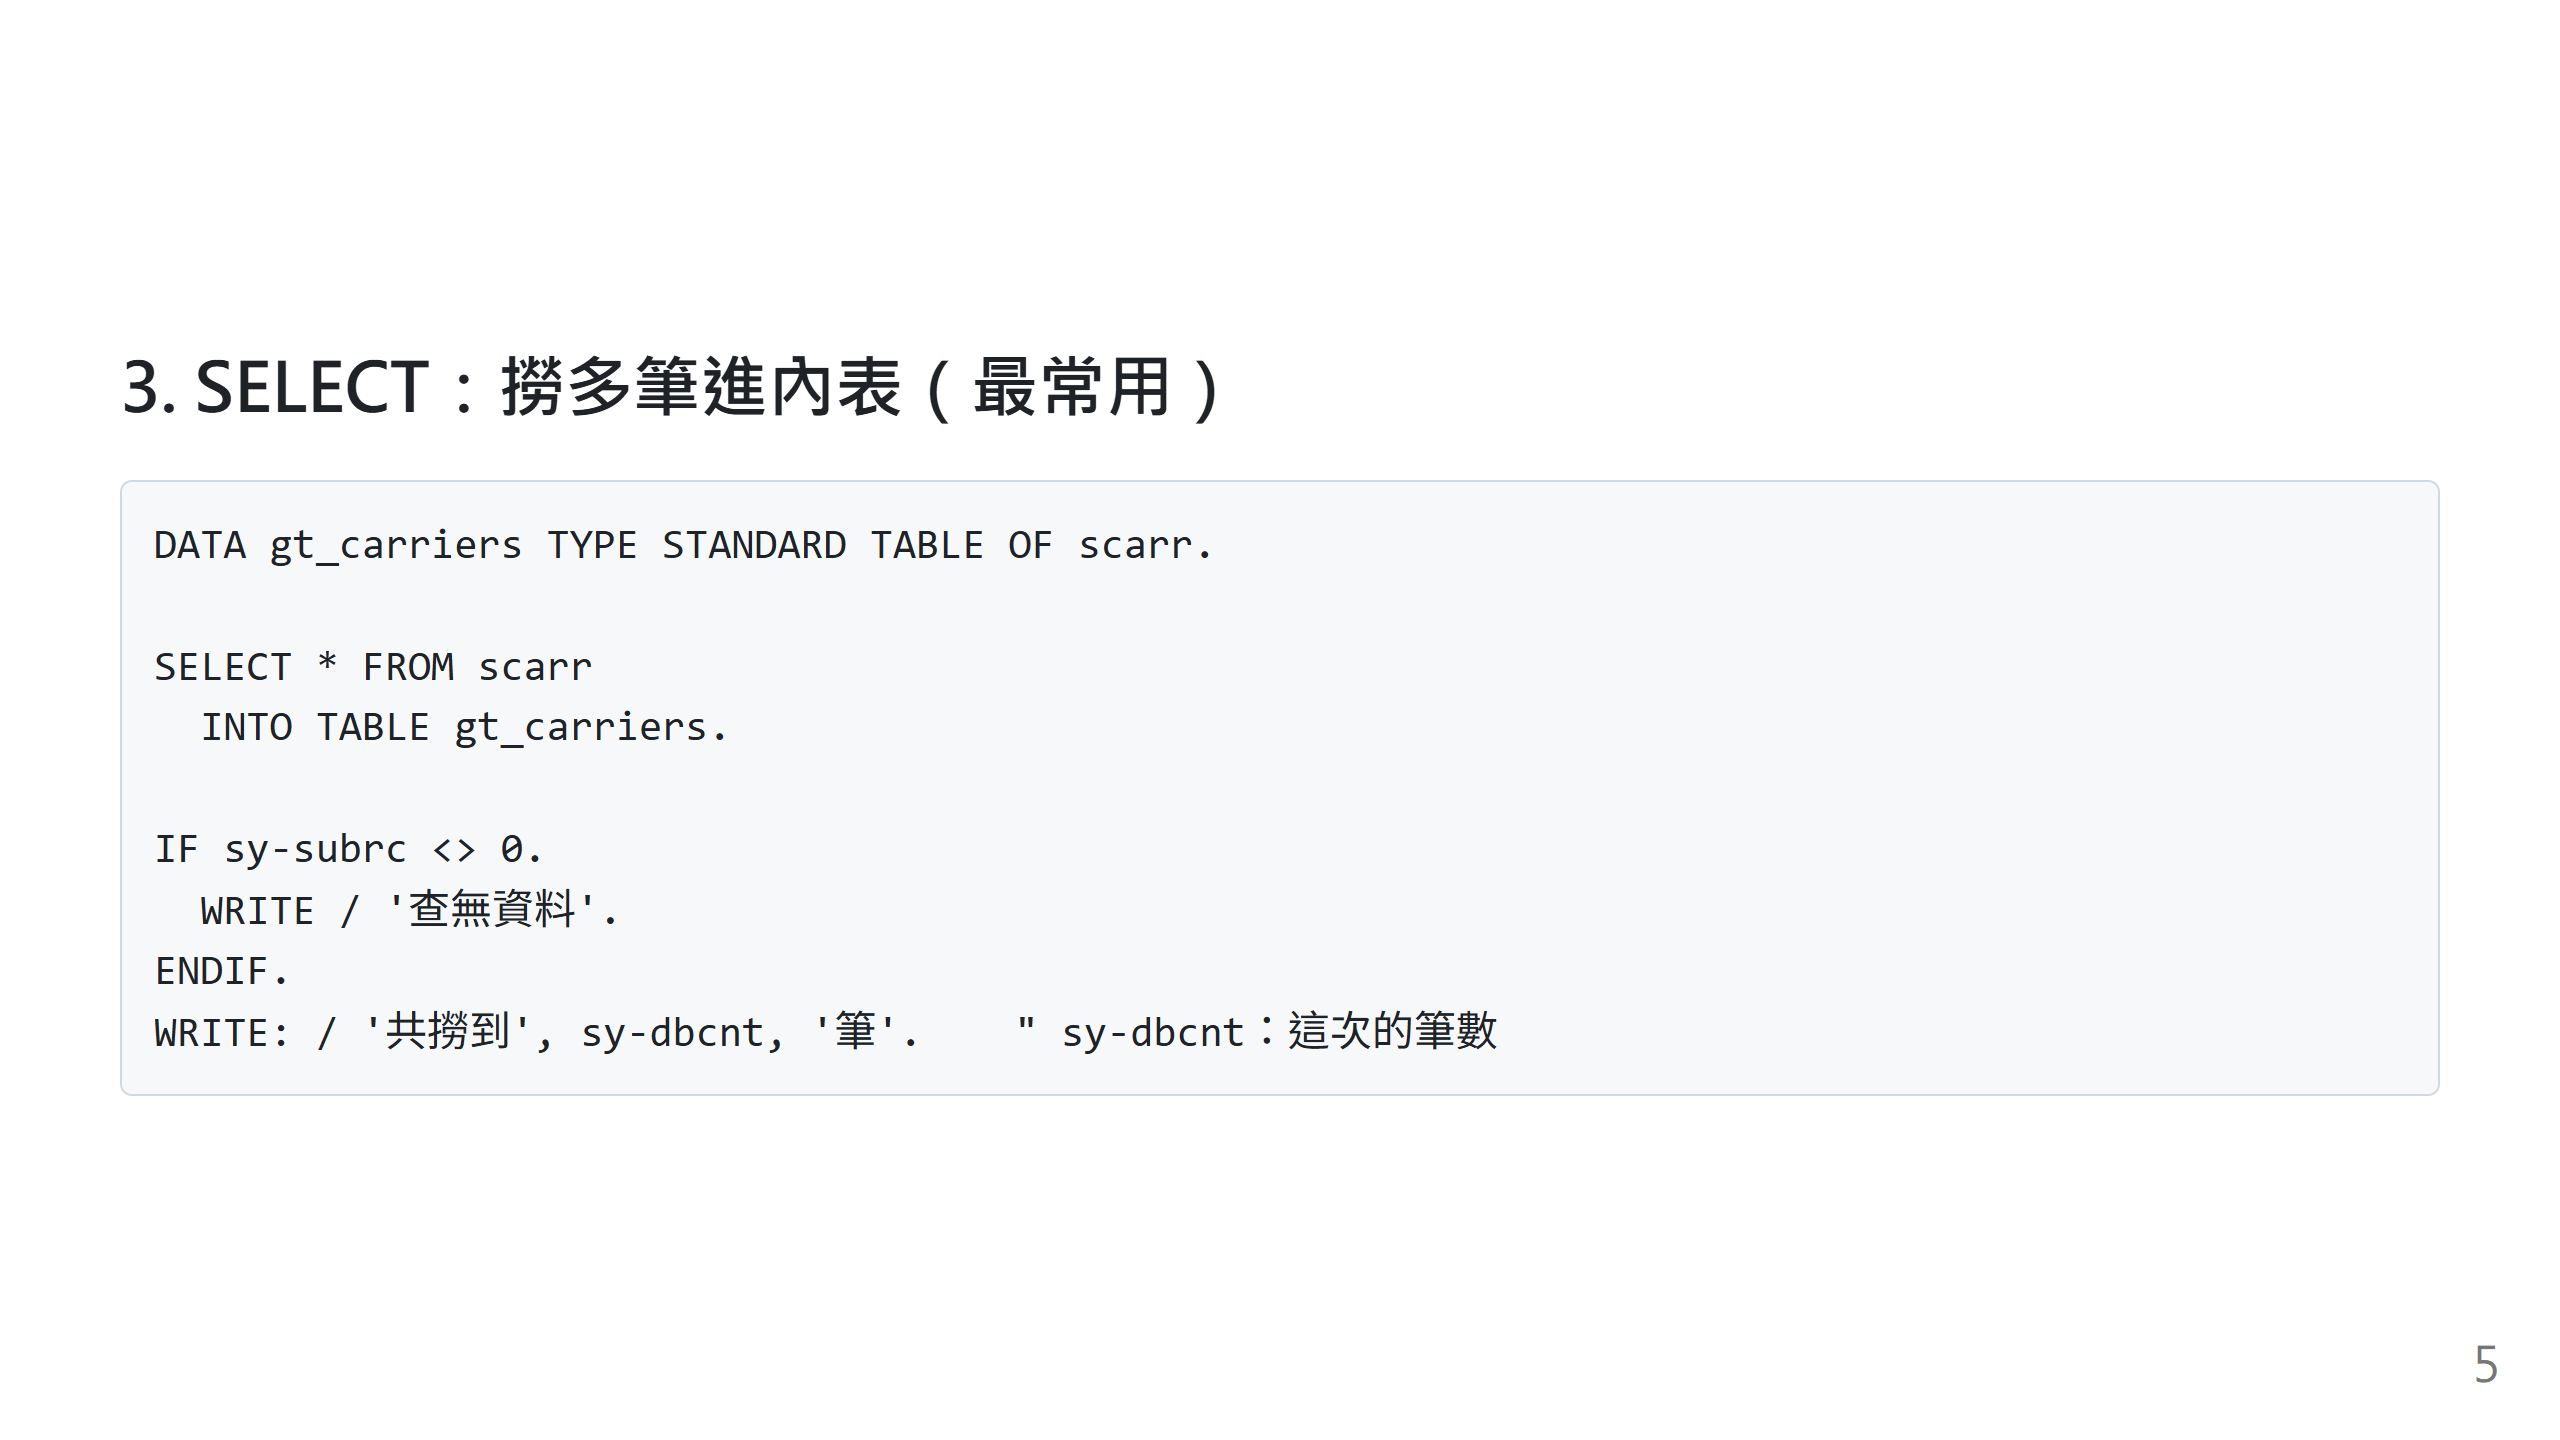 3. SELECT：撈多筆進內表（最常用）
DATA gt_carriers TYPE STANDARD TABLE OF scarr.
SELECT * FROM scarr
  INTO TABLE gt_carriers.
IF sy-subrc <> 0.
  WRITE / '查無資料'.
ENDIF.
WRITE: / '共撈到', sy-dbcnt, '筆'.    " sy-dbcnt：這次的筆數
5